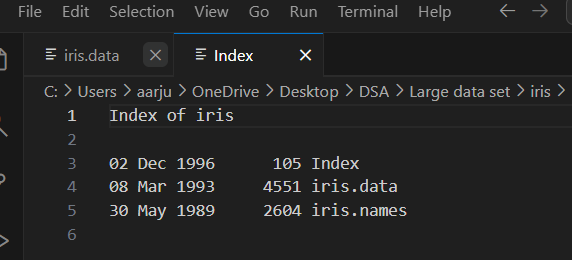 File Edit Selection View Go Run Terminal Help
iris.data Index
C: > Users > aarju > OneDrive > Desktop > DSA > Large data set > iris >
1 Index of iris
2
3 02 Dec 1996 105 Index
4 08 Mar 1993 4551 iris.data
5 30 May 1989 2604 iris.names
6